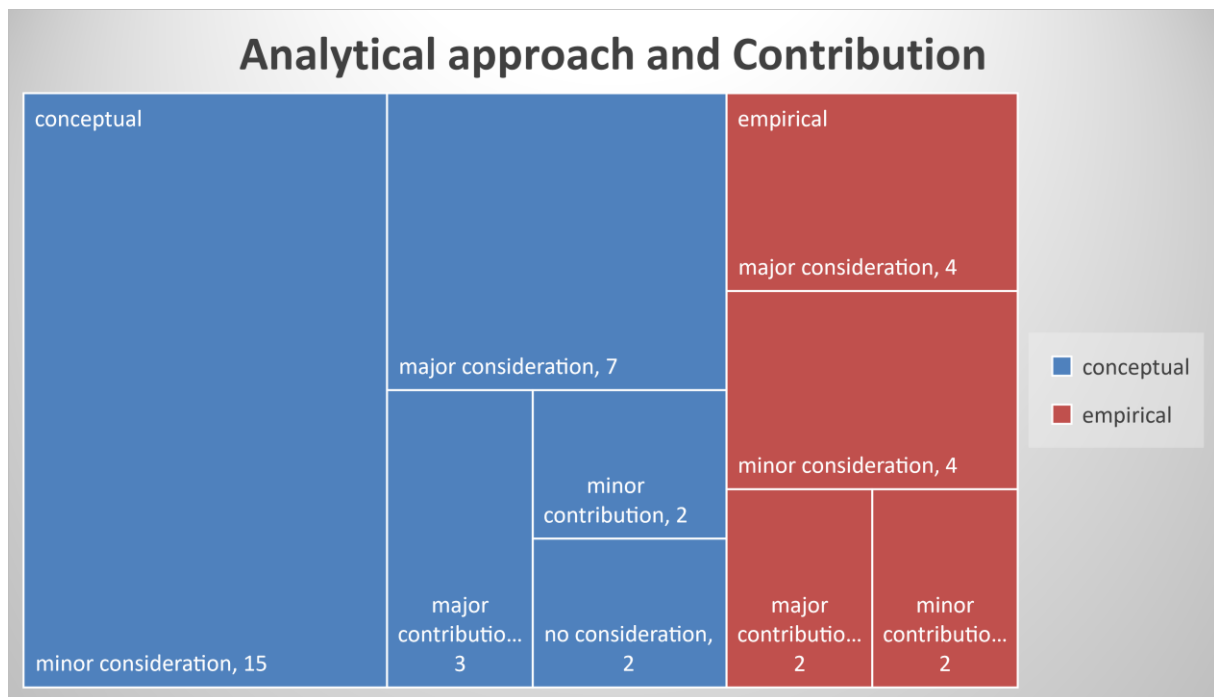 Analytical approach and Contribution
conceptual
minor consideration, 15
major consideration, 7
major
contributio...
3
minor
contribution, 2
no consideration,
2
empirical
major consideration, 4
minor consideration, 4
major
contributio...
2
minor
contributio...
2
conceptual
empirical